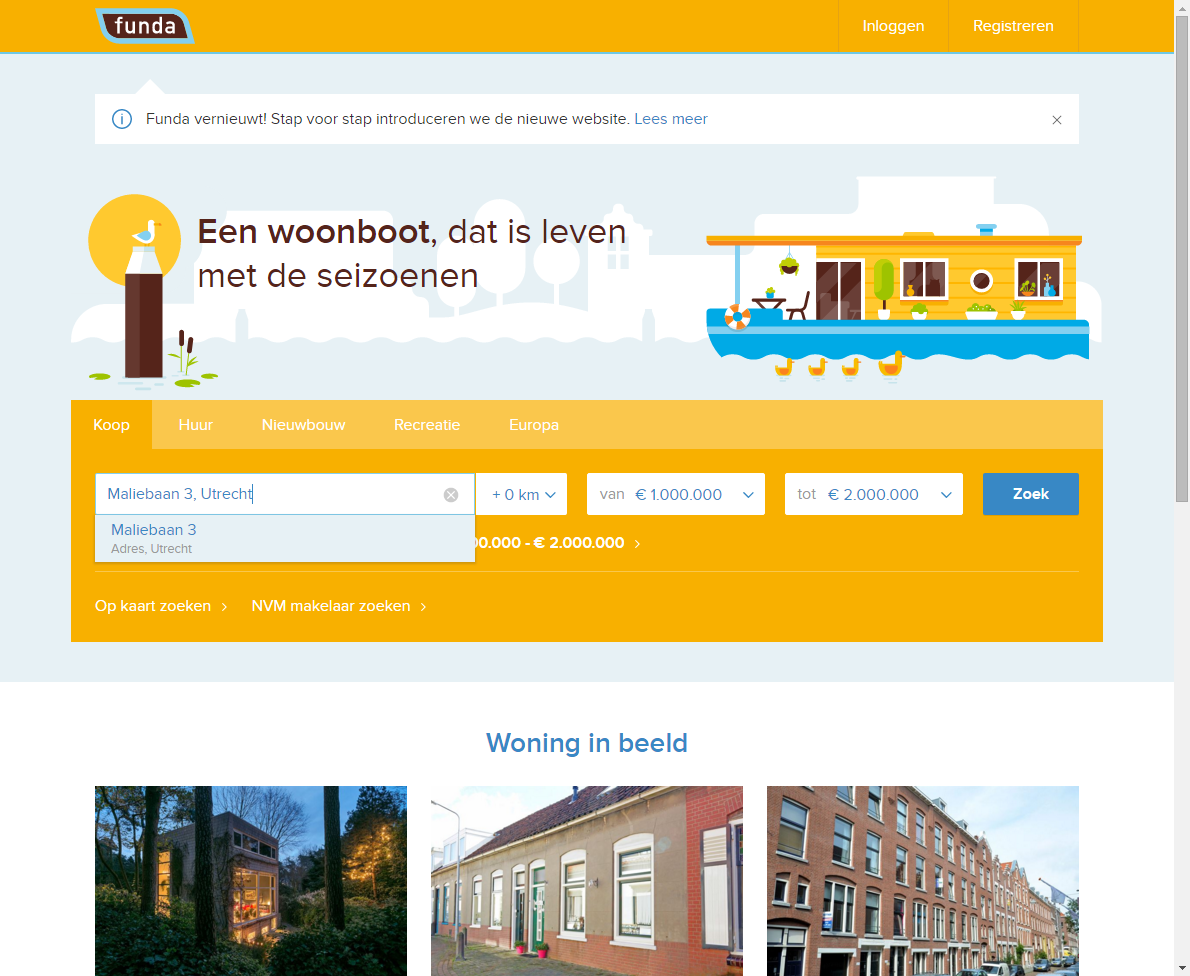 funda
Inloggen
Registreren
Funda vernieuwt! Stap voor stap introduceren we de nieuwe website. Lees meer
Een woonboot, dat is leven
met de seizoenen
Koop
Huur
Nieuwbouw
Recreatie
Europa
Maliebaan 3, Utrecht
+ 0 km
van € 1.000.000
tot € 2.000.000
Zoek
Maliebaan 3
Adres, Utrecht
00.000 - € 2.000.000
Op kaart zoeken
NVM makelaar zoeken
Woning in beeld